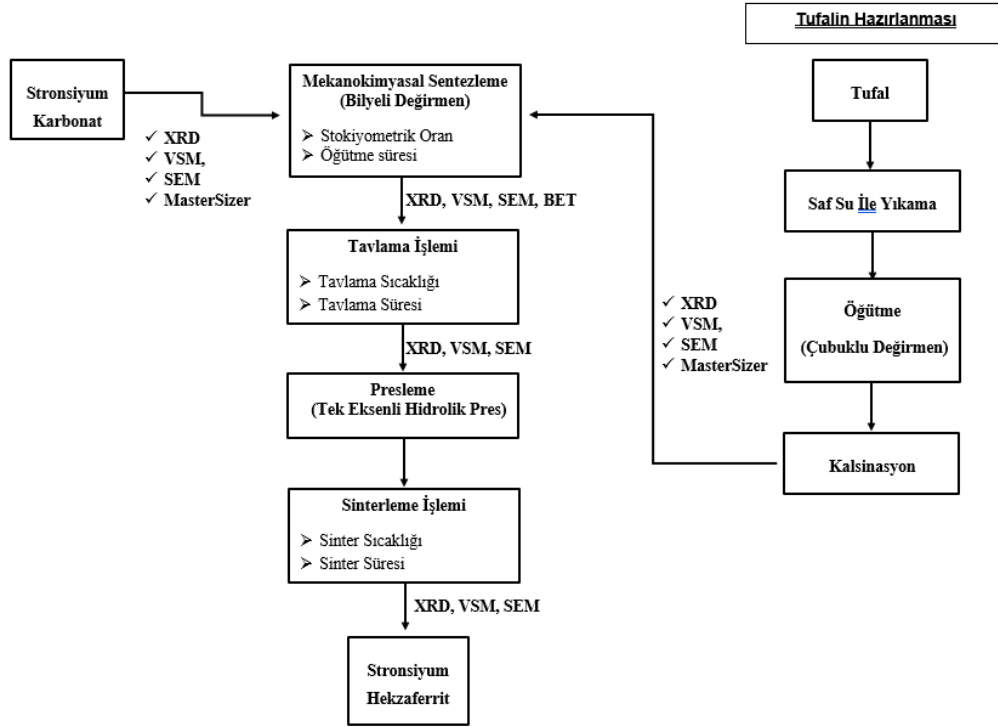 Tufalin Hazırlanması
Stronsiyum
Karbonat
✓ XRD
✓ VSM,
✓ SEM
✓ MasterSizer
Mekanokimyasal Sentezleme
(Bilyeli Değirmen)
➢ Stokiyometrik Oran
➢ Öğütme süresi
XRD, VSM, SEM, BET
Tavlama İşlemi
➢ Tavlama Sıcaklığı
➢ Tavlama Süresi
XRD, VSM, SEM
Presleme
(Tek Eksenli Hidrolik Pres)
Sinterleme İşlemi
➢ Sinter Sıcaklığı
➢ Sinter Süresi
XRD, VSM, SEM
Stronsiyum
Hekzaferrit
Tufal
Saf Su İle Yıkama
Öğütme
(Çubuklu Değirmen)
Kalsinasyon
✓ XRD
✓ VSM,
✓ SEM
✓ MasterSizer